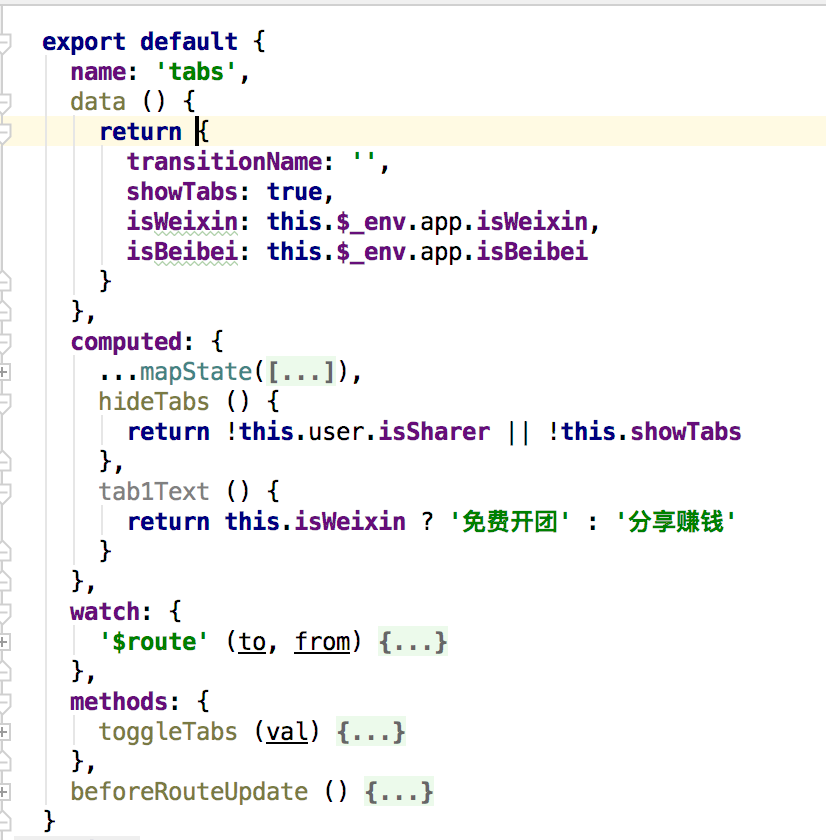 export default {
  name: 'tabs',
  data () {
    return {
      transitionName: '',
      showTabs: true,
      isWeixin: this.$_env.app.isWeixin,
      isBeibei: this.$_env.app.isBeibei
    }
  },
  computed: {
    ...mapState([...]),
    hideTabs () {
      return !this.user.isSharer || !this.showTabs
    },
    tab1Text () {
      return this.isWeixin ? '免费开团' : '分享赚钱'
    }
  },
  watch: {
    '$route' (to, from) {...}
  },
  methods: {
    toggleTabs (val) {...}
  },
  beforeRouteUpdate () {...}
}